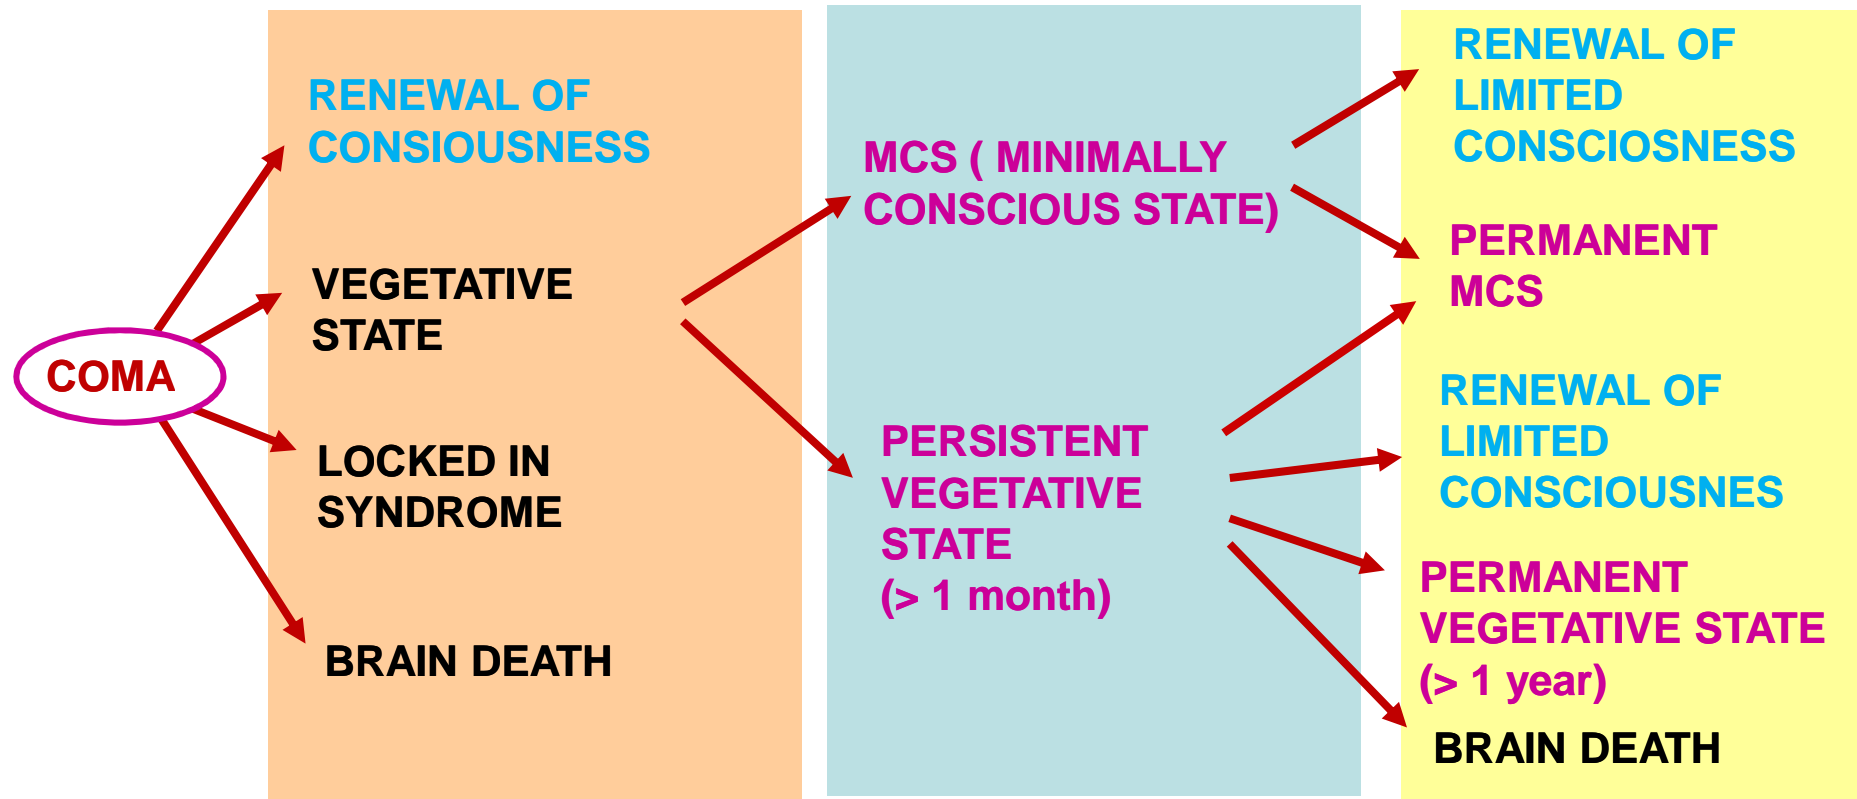 COMA
RENEWAL OF
CONSIOUSNESS
VEGETATIVE
STATE
LOCKED IN
SYNDROME
BRAIN DEATH
MCS ( MINIMALLY
CONSCIOUS STATE)
PERSISTENT
VEGETATIVE
STATE
(> 1 month)
RENEWAL OF
LIMITED
CONSCIOSNESS
PERMANENT
MCS
RENEWAL OF
LIMITED
CONSCIOUSNES
PERMANENT
VEGETATIVE STATE
(> 1 year)
BRAIN DEATH